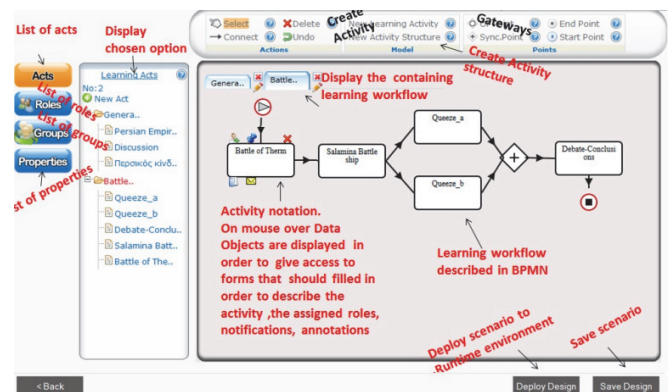 List of acts
Display
chosen option
Select
Delete
Create
Activity
New Learning Activity
Gateways
End Point
Connect
Undo
New Activity Structure
Sync.Point
Start Point
Actions
Model
Points
Create Activity
structure
Acts
Roles
Groups
Properties
List of roles
List of groups
st of properties
Learning Acts
No:2
New Act
Genera..
Persian Empir..
Discussion
Περσικός κίνδ..
Battle..
Queeze_a
Queeze_b
Debate-Conclu..
Salamina Batt..
Battle of The..
Genera..
Battle..
Display the containing
learning workflow
Battle of Therm
Salamina Battle
ship
Queeze_a
Queeze_b
Debate-Conclusi
ons
Activity notation.
On mouse over Data
Objects are displayed in
order to give access to
forms that should filled in
order to describe the
activity ,the assigned roles,
notifications, annotations
Learning workflow
described in BPMN
Deploy scenario to
Runtime environment
Save scenario
< Back
Deploy Design
Save Design